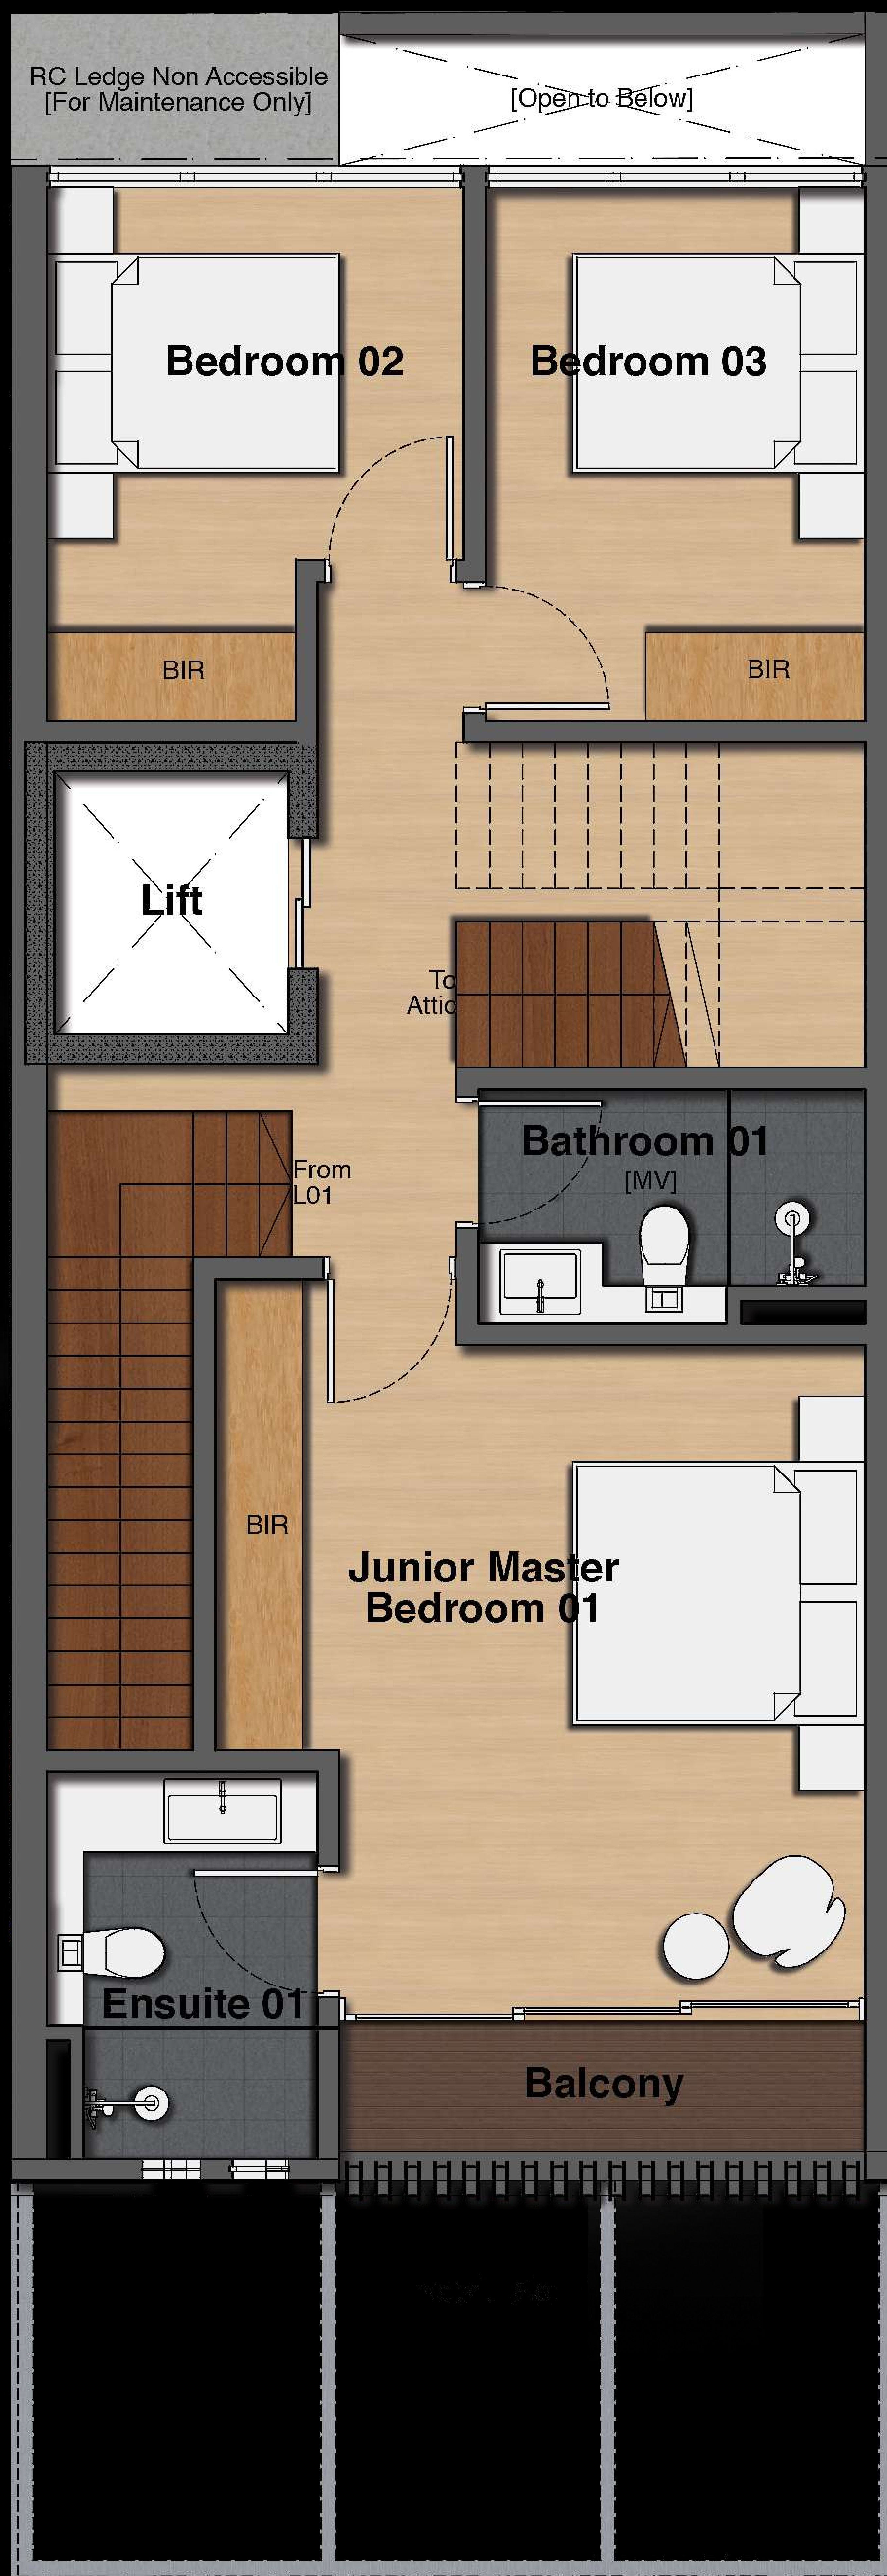 RC Ledge Non Accessible
[For Maintenance Only]
[Open to Below]
Bedroom 02
Bedroom 03
BIR
BIR
Lift
To
Attic
Bathroom 01
[MV]
From
L01
BIR
Junior Master
Bedroom 01
Ensuite 01
Balcony